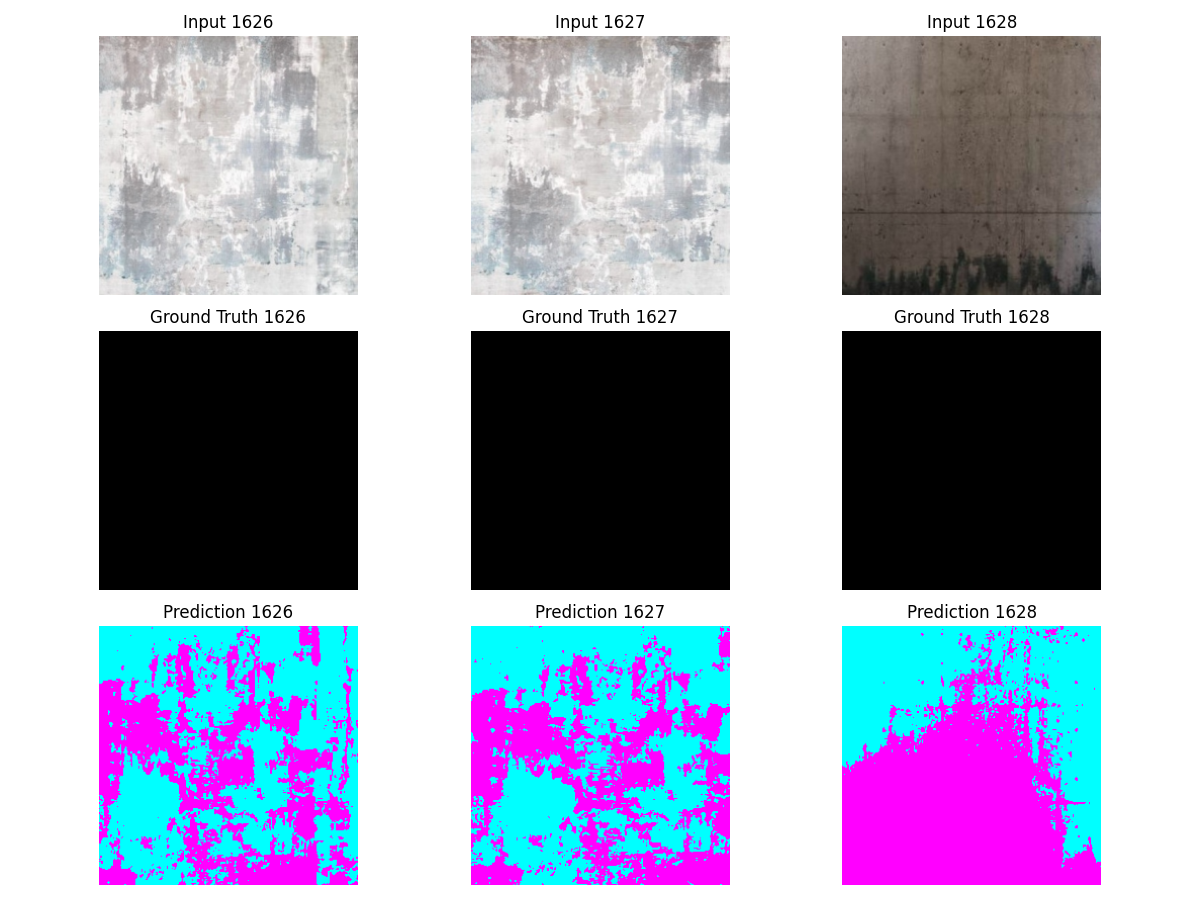 Input 1626
Input 1627
Input 1628
Ground Truth 1626
Ground Truth 1627
Ground Truth 1628
Prediction 1626
Prediction 1627
Prediction 1628